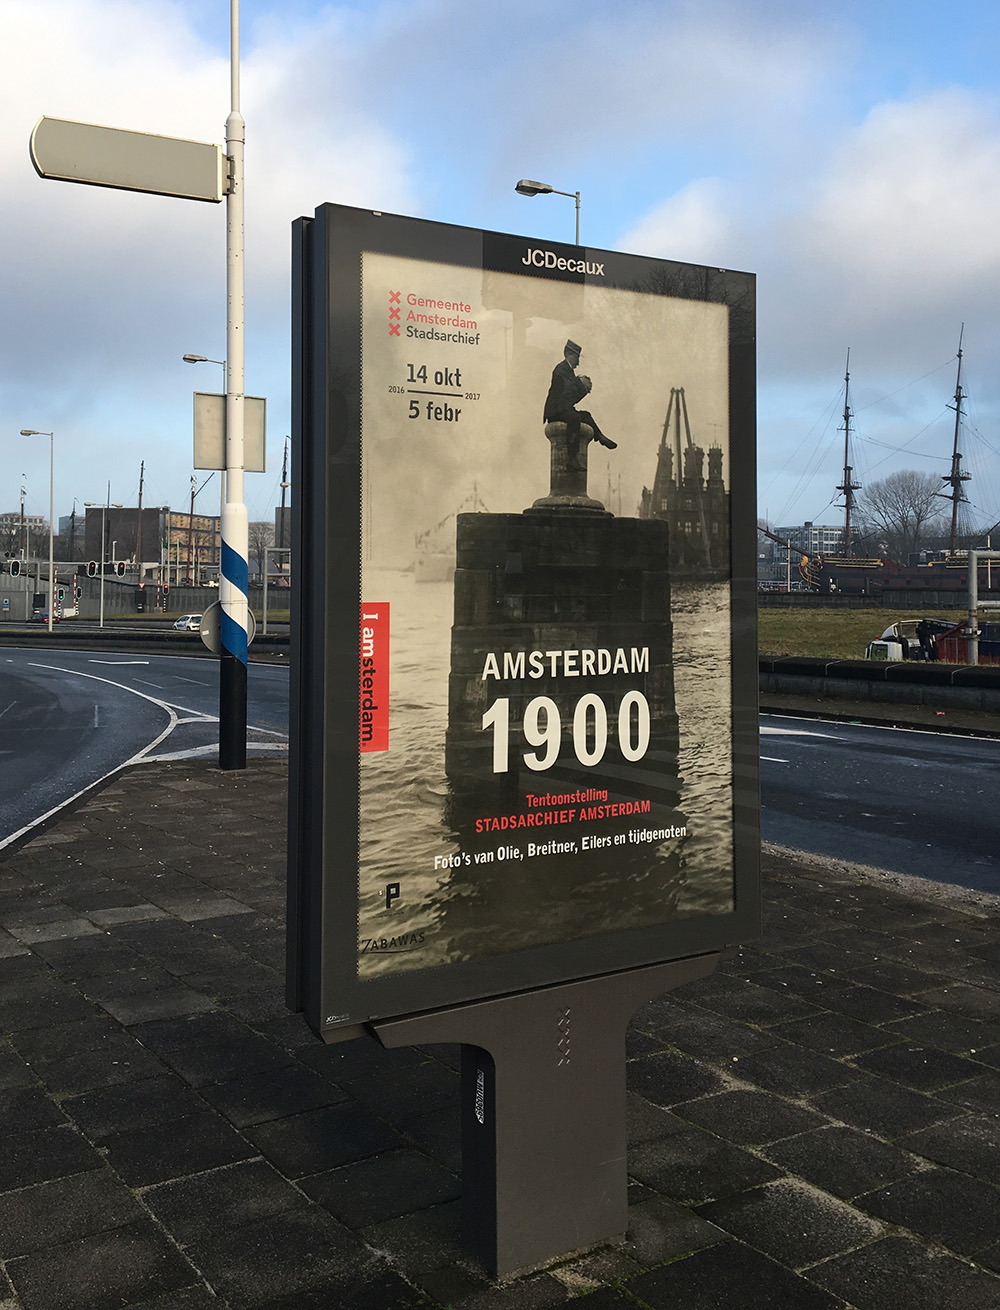 JCDecaux
Gemeente
Amsterdam
Stadsarchief
14 okt
2016 2017
5 febr
I amsterdam.
AMSTERDAM
1900
Tentoonstelling
STADSARCHIEF AMSTERDAM
Foto's van Olie, Breitner, Eilers en tijdgenoten
P
ZABAWAS
JCDecaux